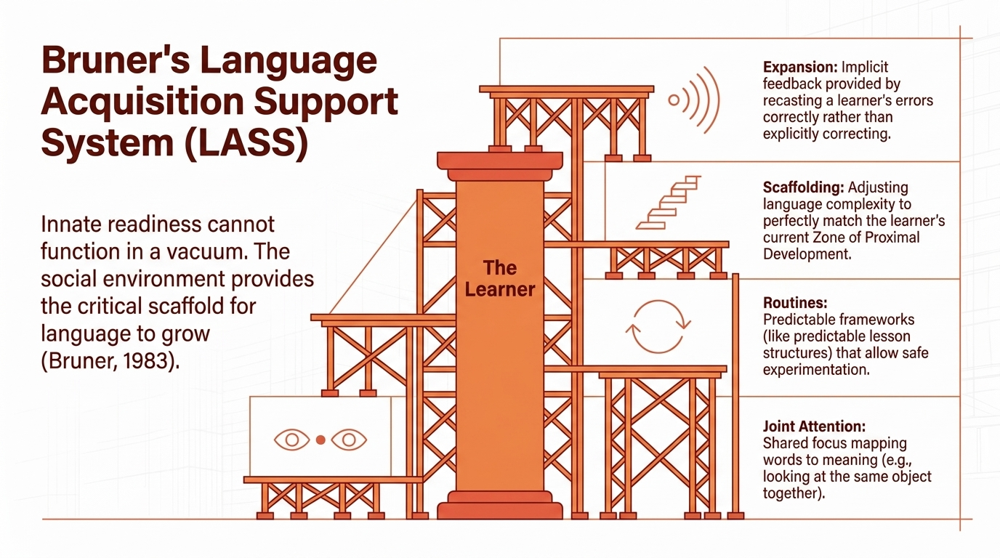 Bruner's Language
Acquisition Support
System (LASS)
Innate readiness cannot
function in a vacuum. The
social environment provides
the critical scaffold for
language to grow
(Bruner, 1983).
The
Learner
Expansion: Implicit
feedback provided by
recasting a learner's errors
correctly rather than
explicitly correcting.
Scaffolding: Adjusting
language complexity to
perfectly match the learner's
current Zone of Proximal
Development.
Routines:
Predictable frameworks
(like predictable lesson
structures) that allow safe
experimentation.
Joint Attention:
Shared focus mapping
words to meaning (e.g.,
looking at the same object
together).